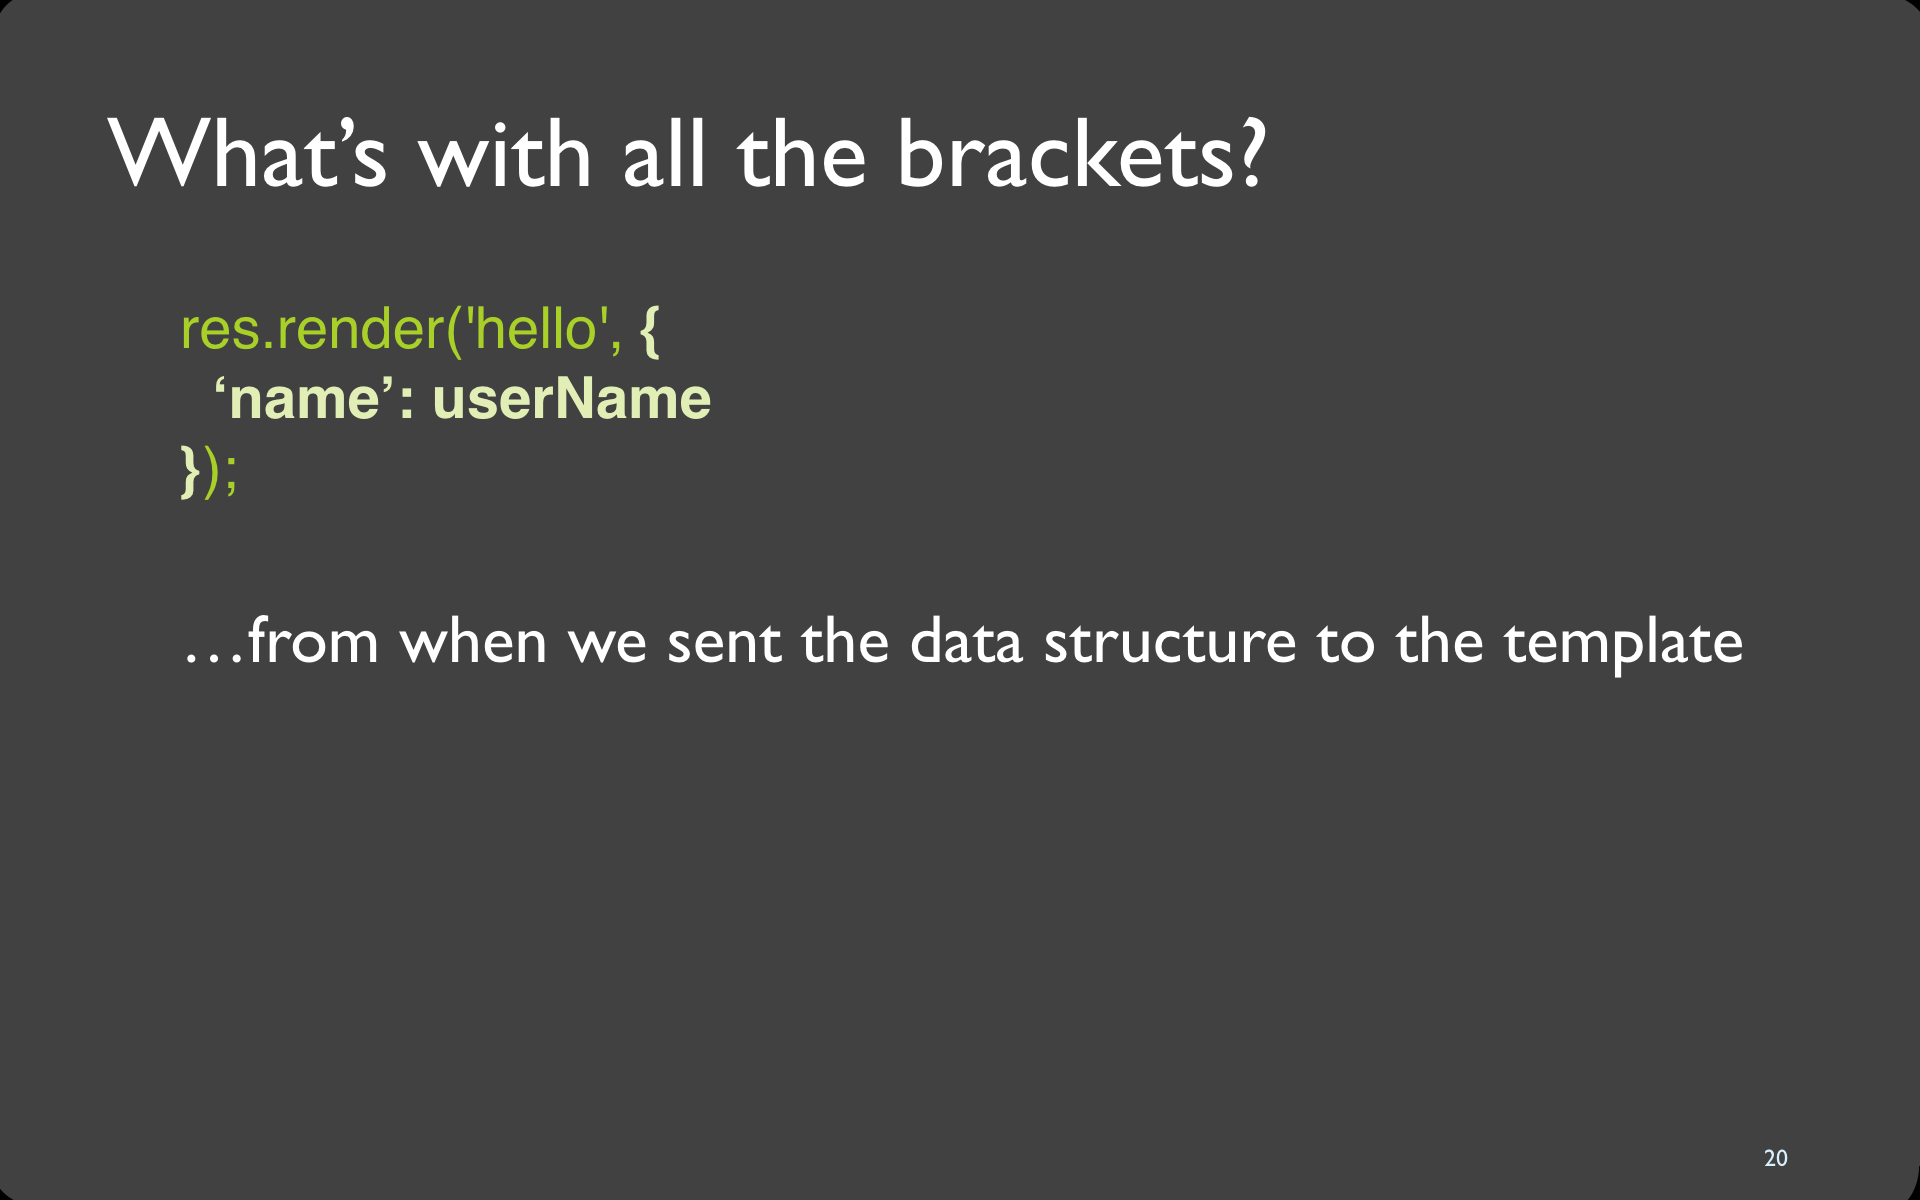 What’s with all the brackets?
res.render('hello', {
‘name’: userName
});
…from when we sent the data structure to the template
20